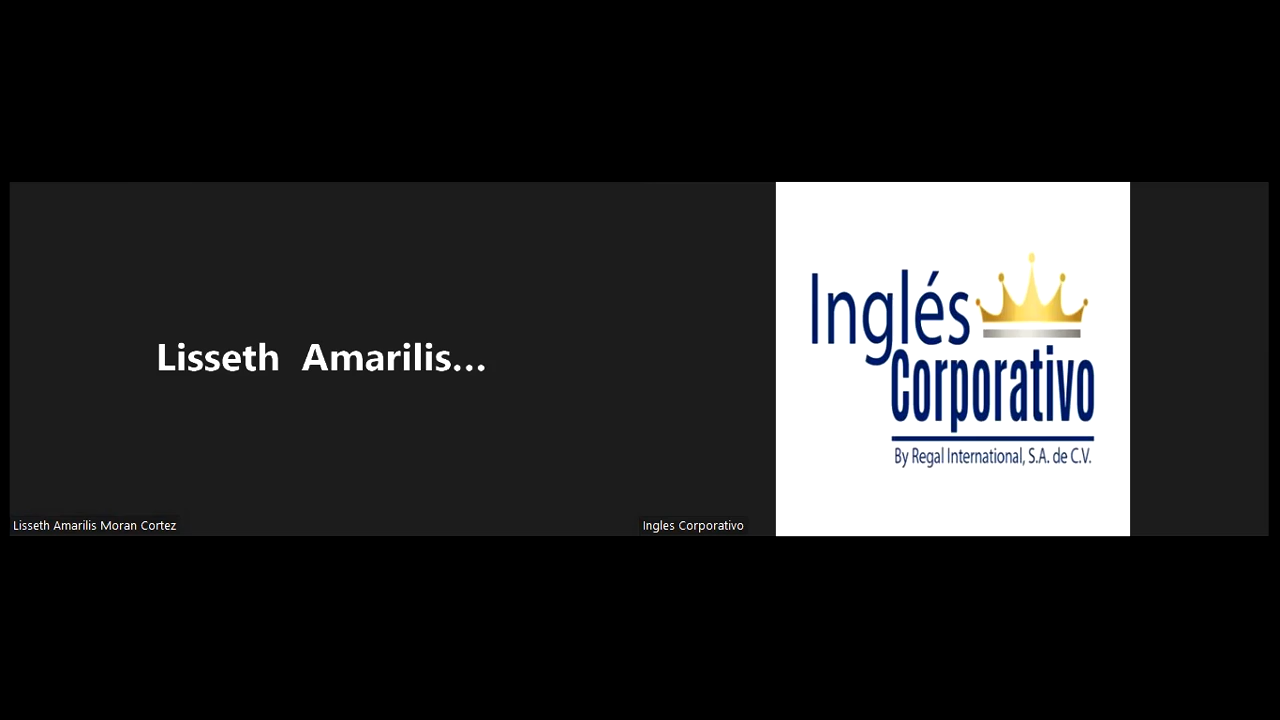 Lisseth Amarilis...
Lisseth Amarilis Moran Cortez
Ingles Corporativo
Inglés
Corporativo
By Regal International, S.A. de C.V.